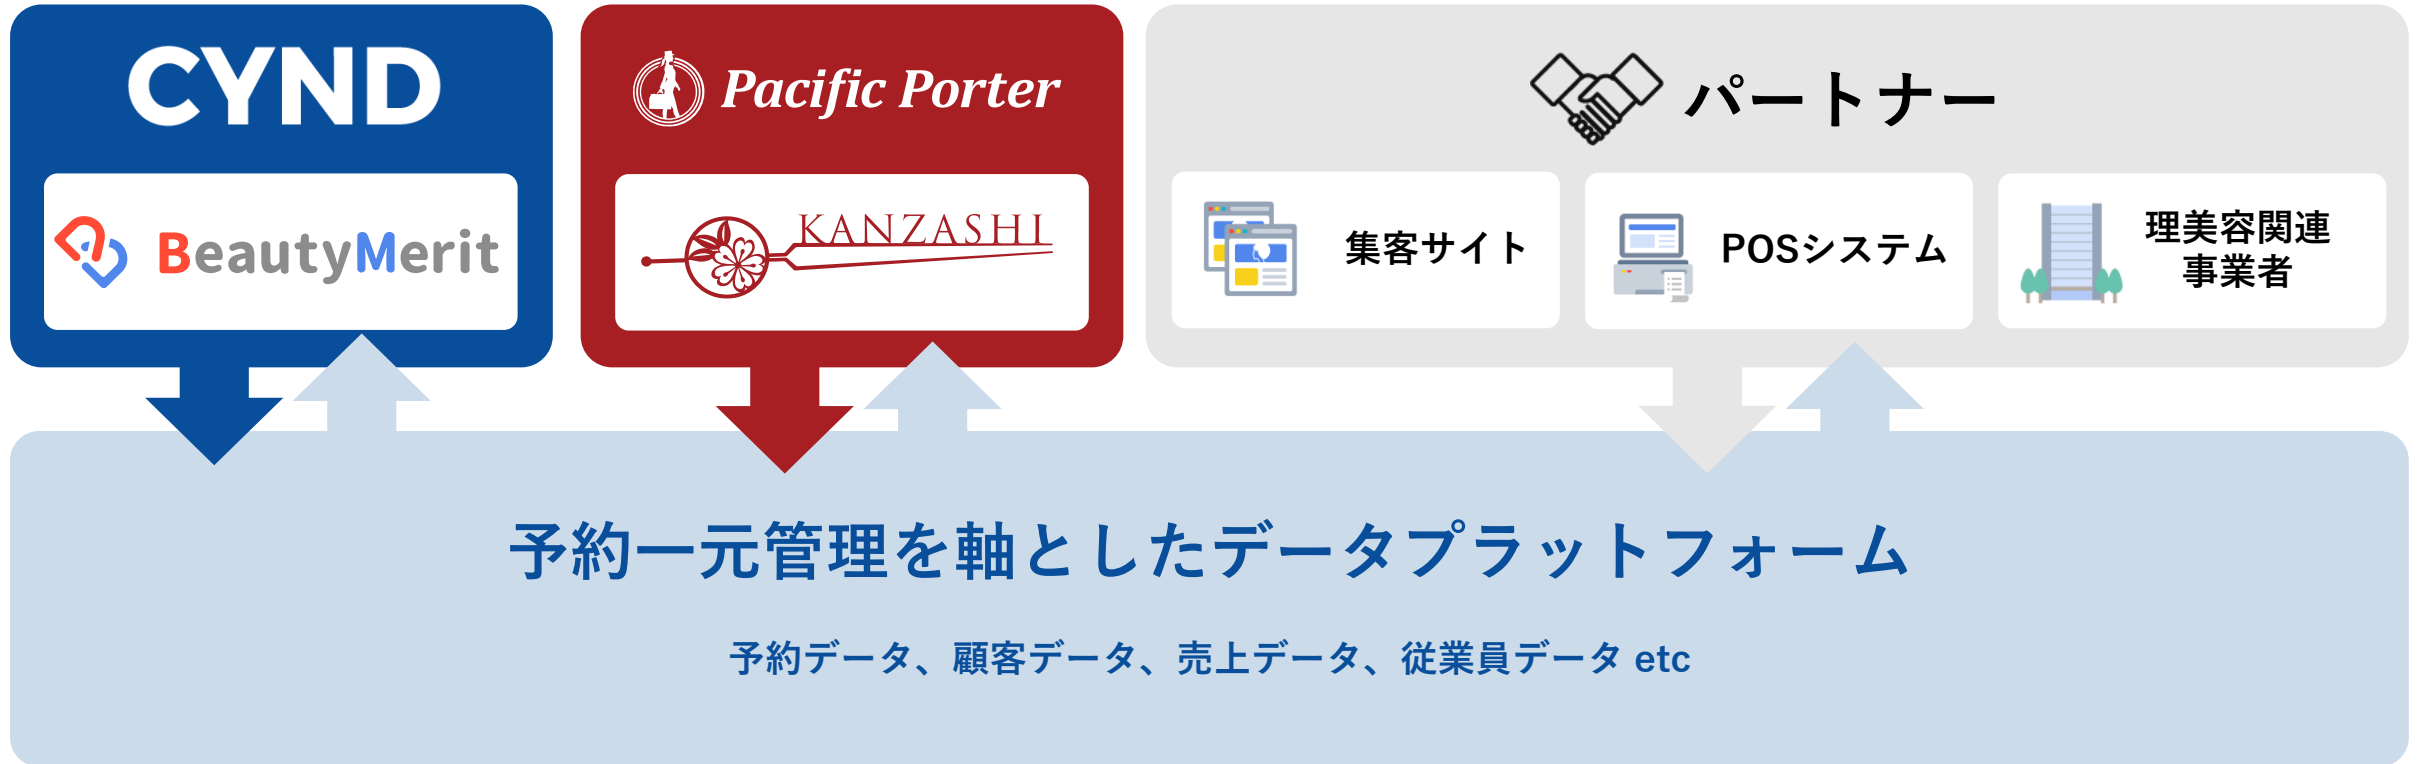 CYND
BeautyMerit
Pacific Porter
KANZASHI
パートナー
集客サイト
POSシステム
理美容関連
事業者
予約一元管理を軸としたデータプラットフォーム
予約データ、顧客データ、売上データ、従業員データ etc